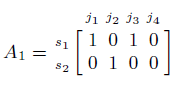 j1 j2 j3 j4
A1 = s1 [ 1 0 1 0 ]
s2 [ 0 1 0 0 ]